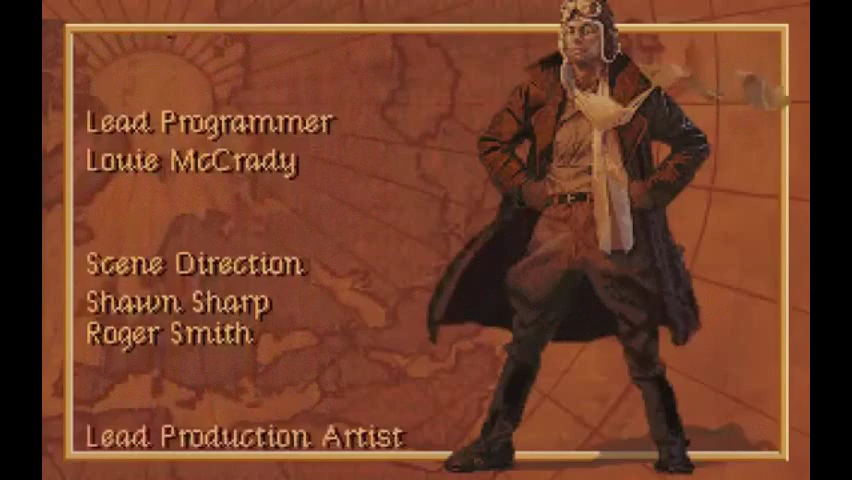 Lead Programmer
Louie McCrady
Scene Direction
Shawn Sharp
Roger Smith
Lead Production Artist